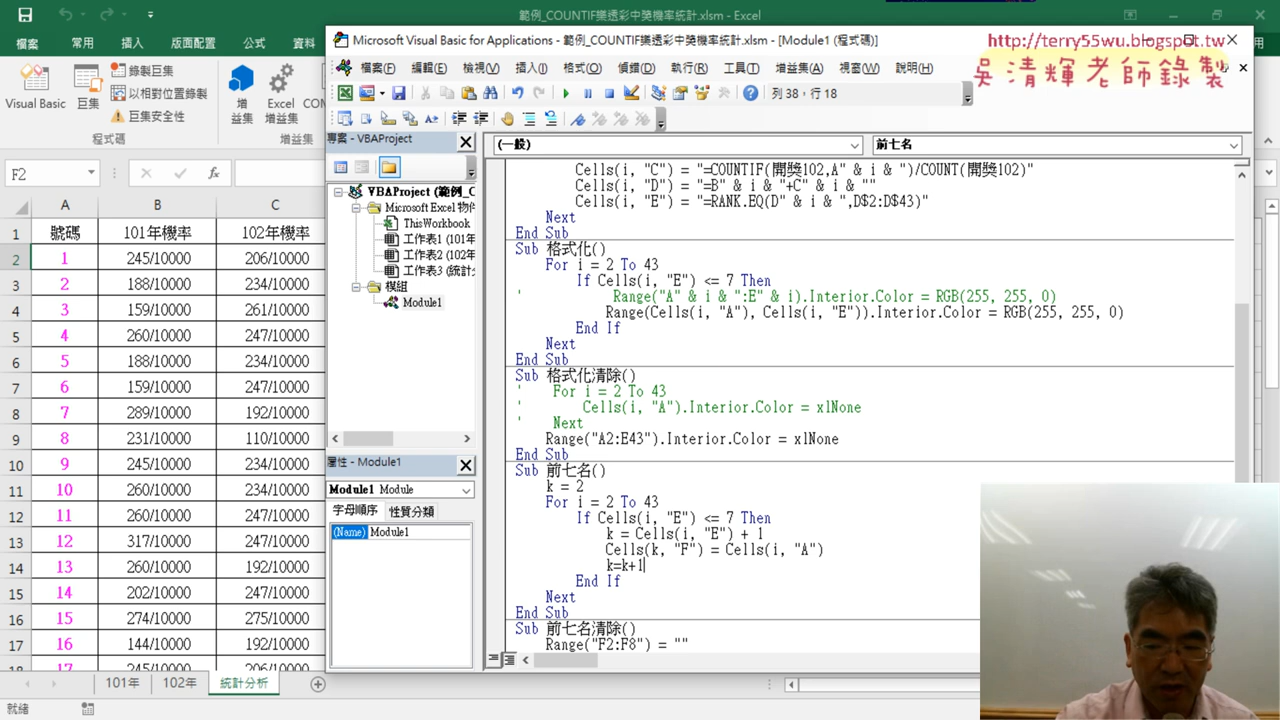 範例_COUNTIF樂透彩中獎機率統計.xlsm - Excel
檔案 常用 插入 版面配置 公式 資料
Visual Basic 巨集 錄製巨集 以相對位置錄製 巨集安全性 增益集 Excel 增益集
程式碼 增益集
F2
A B C
1 號碼 101年機率 102年機率
2 1 245/10000 206/10000
3 2 188/10000 234/10000
4 3 159/10000 261/10000
5 4 260/10000 247/10000
6 5 188/10000 234/10000
7 6 159/10000 247/10000
8 7 289/10000 192/10000
9 8 231/10000 110/10000
10 9 245/10000 234/10000
11 10 260/10000 234/10000
12 11 260/10000 247/10000
13 12 317/10000 247/10000
14 13 260/10000 192/10000
15 14 202/10000 247/10000
16 15 274/10000 275/10000
17 16 144/10000 192/10000
18 17 245/10000 206/10000
101年 102年 統計分析
就緒
Microsoft Visual Basic for Applications - 範例_COUNTIF樂透彩中獎機率統計.xlsm - [Module1 (程式碼)]
http://terry55wu.blogspot.tw
吳清輝老師錄製
檔案(F) 編輯(E) 檢視(V) 插入(I) 格式(O) 偵錯(D) 執行(R) 工具(T) 增益集(A) 視窗(W) 說明(H)
列 38，行 18
專案 - VBAProject
VBAProject (範例_C
Microsoft Excel 物件
ThisWorkbook
工作表1 (101年
工作表2 (102年
工作表3 (統計分
模組
Module1
屬性 - Module1
Module1 Module
字母順序 性質分類
(Name) Module1
(一般) 前七名
Cells(i, "C") = "=COUNTIF(開獎102,A" & i & ")/COUNT(開獎102)"
Cells(i, "D") = "=B" & i & "+C" & i & ""
Cells(i, "E") = "=RANK.EQ(D" & i & ",D$2:D$43)"
Next
End Sub
Sub 格式化()
For i = 2 To 43
If Cells(i, "E") <= 7 Then
' Range("A" & i & ":E" & i).Interior.Color = RGB(255, 255, 0)
Range(Cells(i, "A"), Cells(i, "E")).Interior.Color = RGB(255, 255, 0)
End If
Next
End Sub
Sub 格式化清除()
' For i = 2 To 43
' Cells(i, "A").Interior.Color = xlNone
' Next
Range("A2:E43").Interior.Color = xlNone
End Sub
Sub 前七名()
k = 2
For i = 2 To 43
If Cells(i, "E") <= 7 Then
k = Cells(i, "E") + 1
Cells(k, "F") = Cells(i, "A")
k=k+1
End If
Next
End Sub
Sub 前七名清除()
Range("F2:F8") = ""